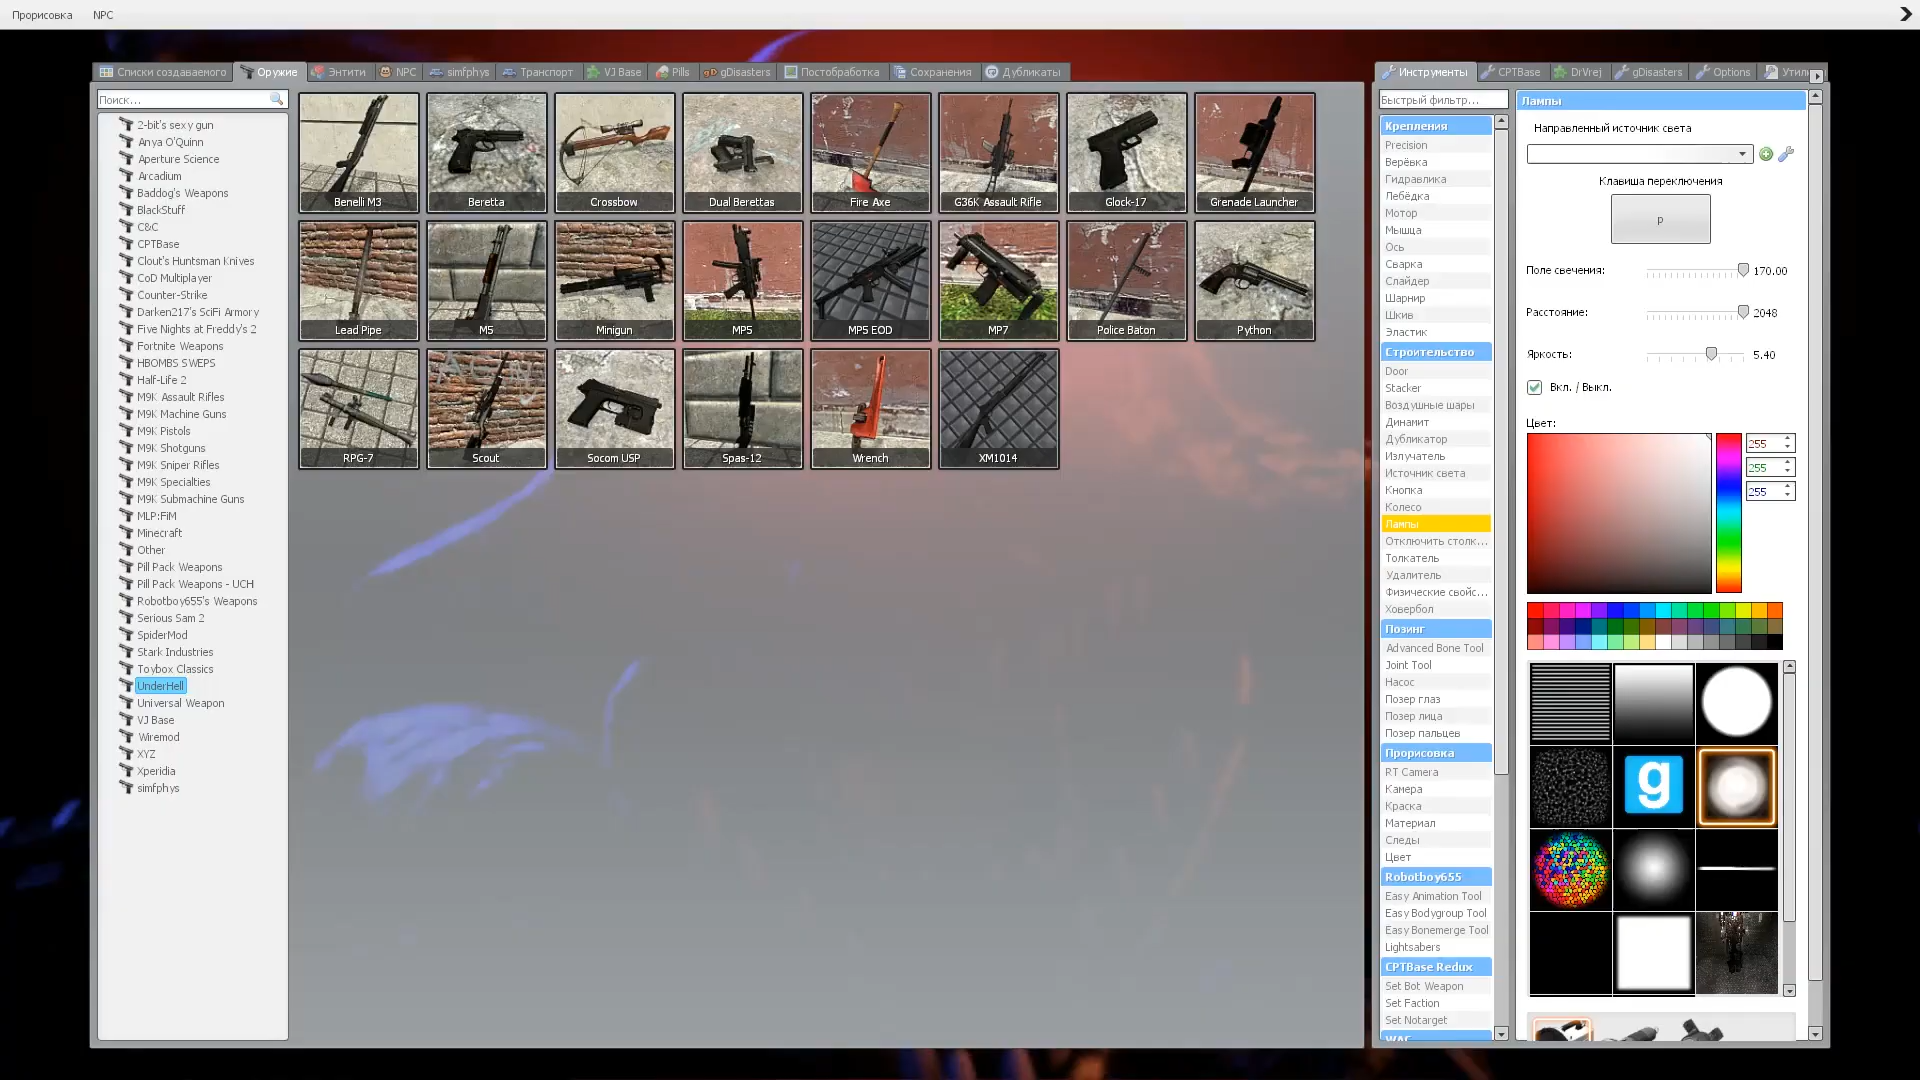 Прорисовка NPC
Списки создаваемого Оружие Энтити NPC simfphys Транспорт VJ Base Pills gDisasters Постобработка Сохранения Дубликаты
Поиск...
2-bit's sexy gun
Anya O'Quinn
Aperture Science
Arcadium
Baddog's Weapons
BlackStuff
C&C
CPTBase
Clout's Huntsman Knives
CoD Multiplayer
Counter-Strike
Darken217's SciFi Armory
Five Nights at Freddy's 2
Fortnite Weapons
HBOMBS SWEPS
Half-Life 2
M9K Assault Rifles
M9K Machine Guns
M9K Pistols
M9K Shotguns
M9K Sniper Rifles
M9K Specialties
M9K Submachine Guns
MLP:FiM
Minecraft
Other
Pill Pack Weapons
Pill Pack Weapons - UCH
Robotboy655's Weapons
Serious Sam 2
SpiderMod
Stark Industries
Toybox Classics
UnderHell
Universal Weapon
VJ Base
Wiremod
XYZ
Xperidia
simfphys
Benelli M3 Beretta Crossbow Dual Berettas Fire Axe G36K Assault Rifle Glock-17 Grenade Launcher
Lead Pipe M5 Minigun MP5 MP5 EOD MP7 Police Baton Python
RPG-7 Scout Socom USP Spas-12 Wrench XM1014
Инструменты CPTBase DrVrej gDisasters Options Утили
Быстрый фильтр...
Крепления
Precision
Верёвка
Гидравлика
Лебёдка
Мотор
Мышца
Ось
Сварка
Слайдер
Шарнир
Шкив
Эластик
Строительство
Door
Stacker
Воздушные шары
Динамит
Дубликатор
Излучатель
Источник света
Кнопка
Колесо
Лампы
Отключить столк...
Толкатель
Удалитель
Физические свойс...
Ховербол
Позинг
Advanced Bone Tool
Joint Tool
Насос
Позер глаз
Позер лица
Позер пальцев
Прорисовка
RT Camera
Камера
Краска
Материал
Следы
Цвет
Robotboy655
Easy Animation Tool
Easy Bodygroup Tool
Easy Bonemerge Tool
Lightsabers
CPTBase Redux
Set Bot Weapon
Set Faction
Set Notarget
WAC
Лампы
Направленный источник света
Клавиша переключения
p
Поле свечения: 170.00
Расстояние: 2048
Яркость: 5.40
Вкл. / Выкл.
Цвет:
255
255
255
g